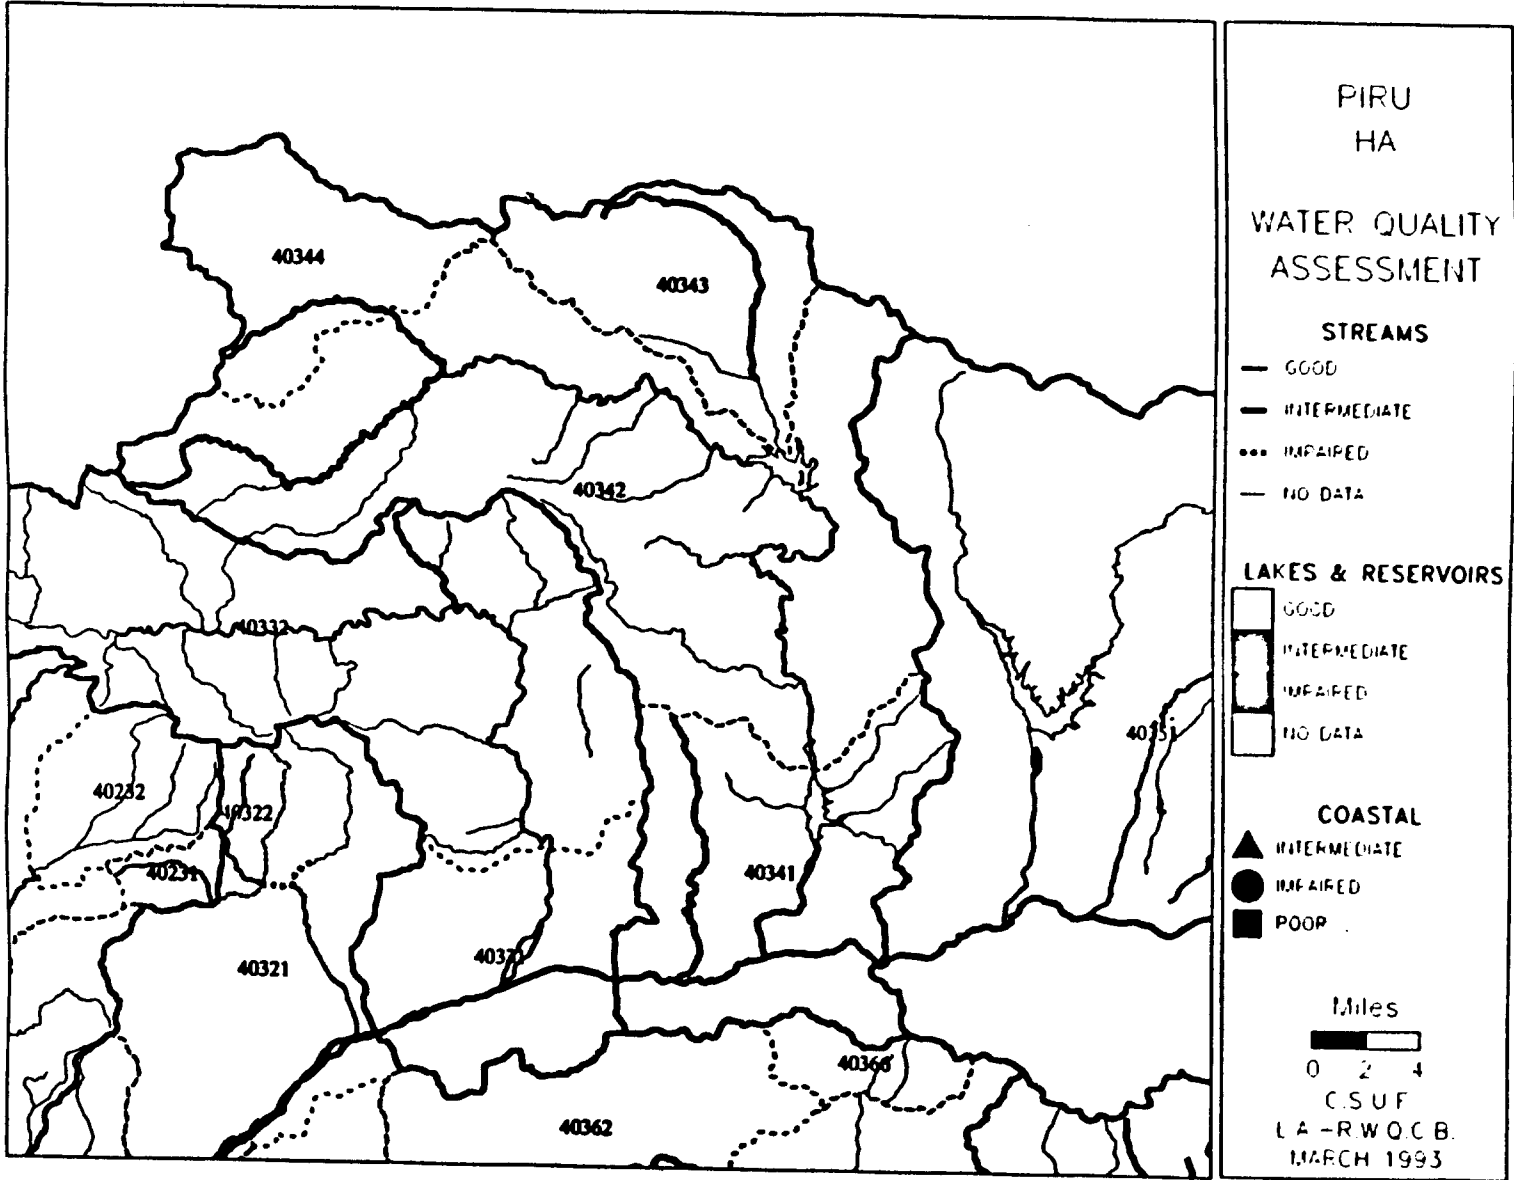 PIRU
HA
WATER QUALITY
ASSESSMENT
STREAMS
GOOD
INTERMEDIATE
IMPAIRED
NO DATA
LAKES & RESERVOIRS
GOOD
INTERMEDIATE
IMPAIRED
NO DATA
COASTAL
INTERMEDIATE
IMPAIRED
POOR
Miles
0 2 4
C.S.U.F
L.A.-R.W.Q.C.B.
MARCH 1993
40344
40343
40342
40332
40351
40232
40322
40231
40341
40321
40366
40362